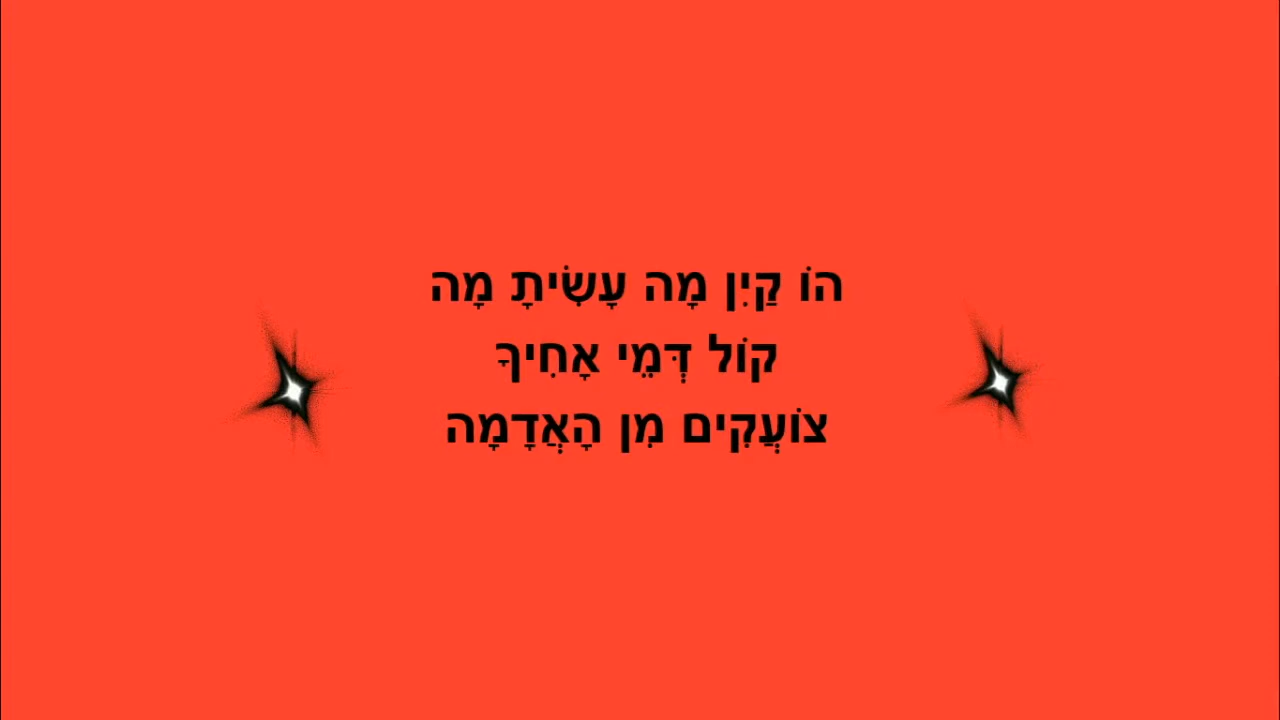 הוֹ קַיִן מָה עָשִׂיתָ מָה
קוֹל דְּמֵי אָחִיךָ
צוֹעֲקִים מִן הָאֲדָמָה